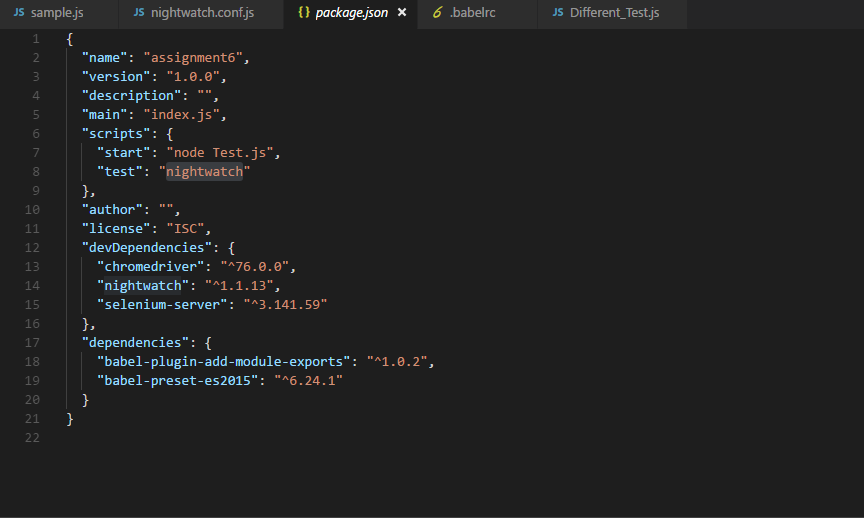 JS sample.js JS nightwatch.conf.js {} package.json × 6 .babelrc JS Different_Test.js
1 {
2 "name": "assignment6",
3 "version": "1.0.0",
4 "description": "",
5 "main": "index.js",
6 "scripts": {
7 "start": "node Test.js",
8 "test": "nightwatch"
9 },
10 "author": "",
11 "license": "ISC",
12 "devDependencies": {
13 "chromedriver": "^76.0.0",
14 "nightwatch": "^1.1.13",
15 "selenium-server": "^3.141.59"
16 },
17 "dependencies": {
18 "babel-plugin-add-module-exports": "^1.0.2",
19 "babel-preset-es2015": "^6.24.1"
20 }
21 }
22